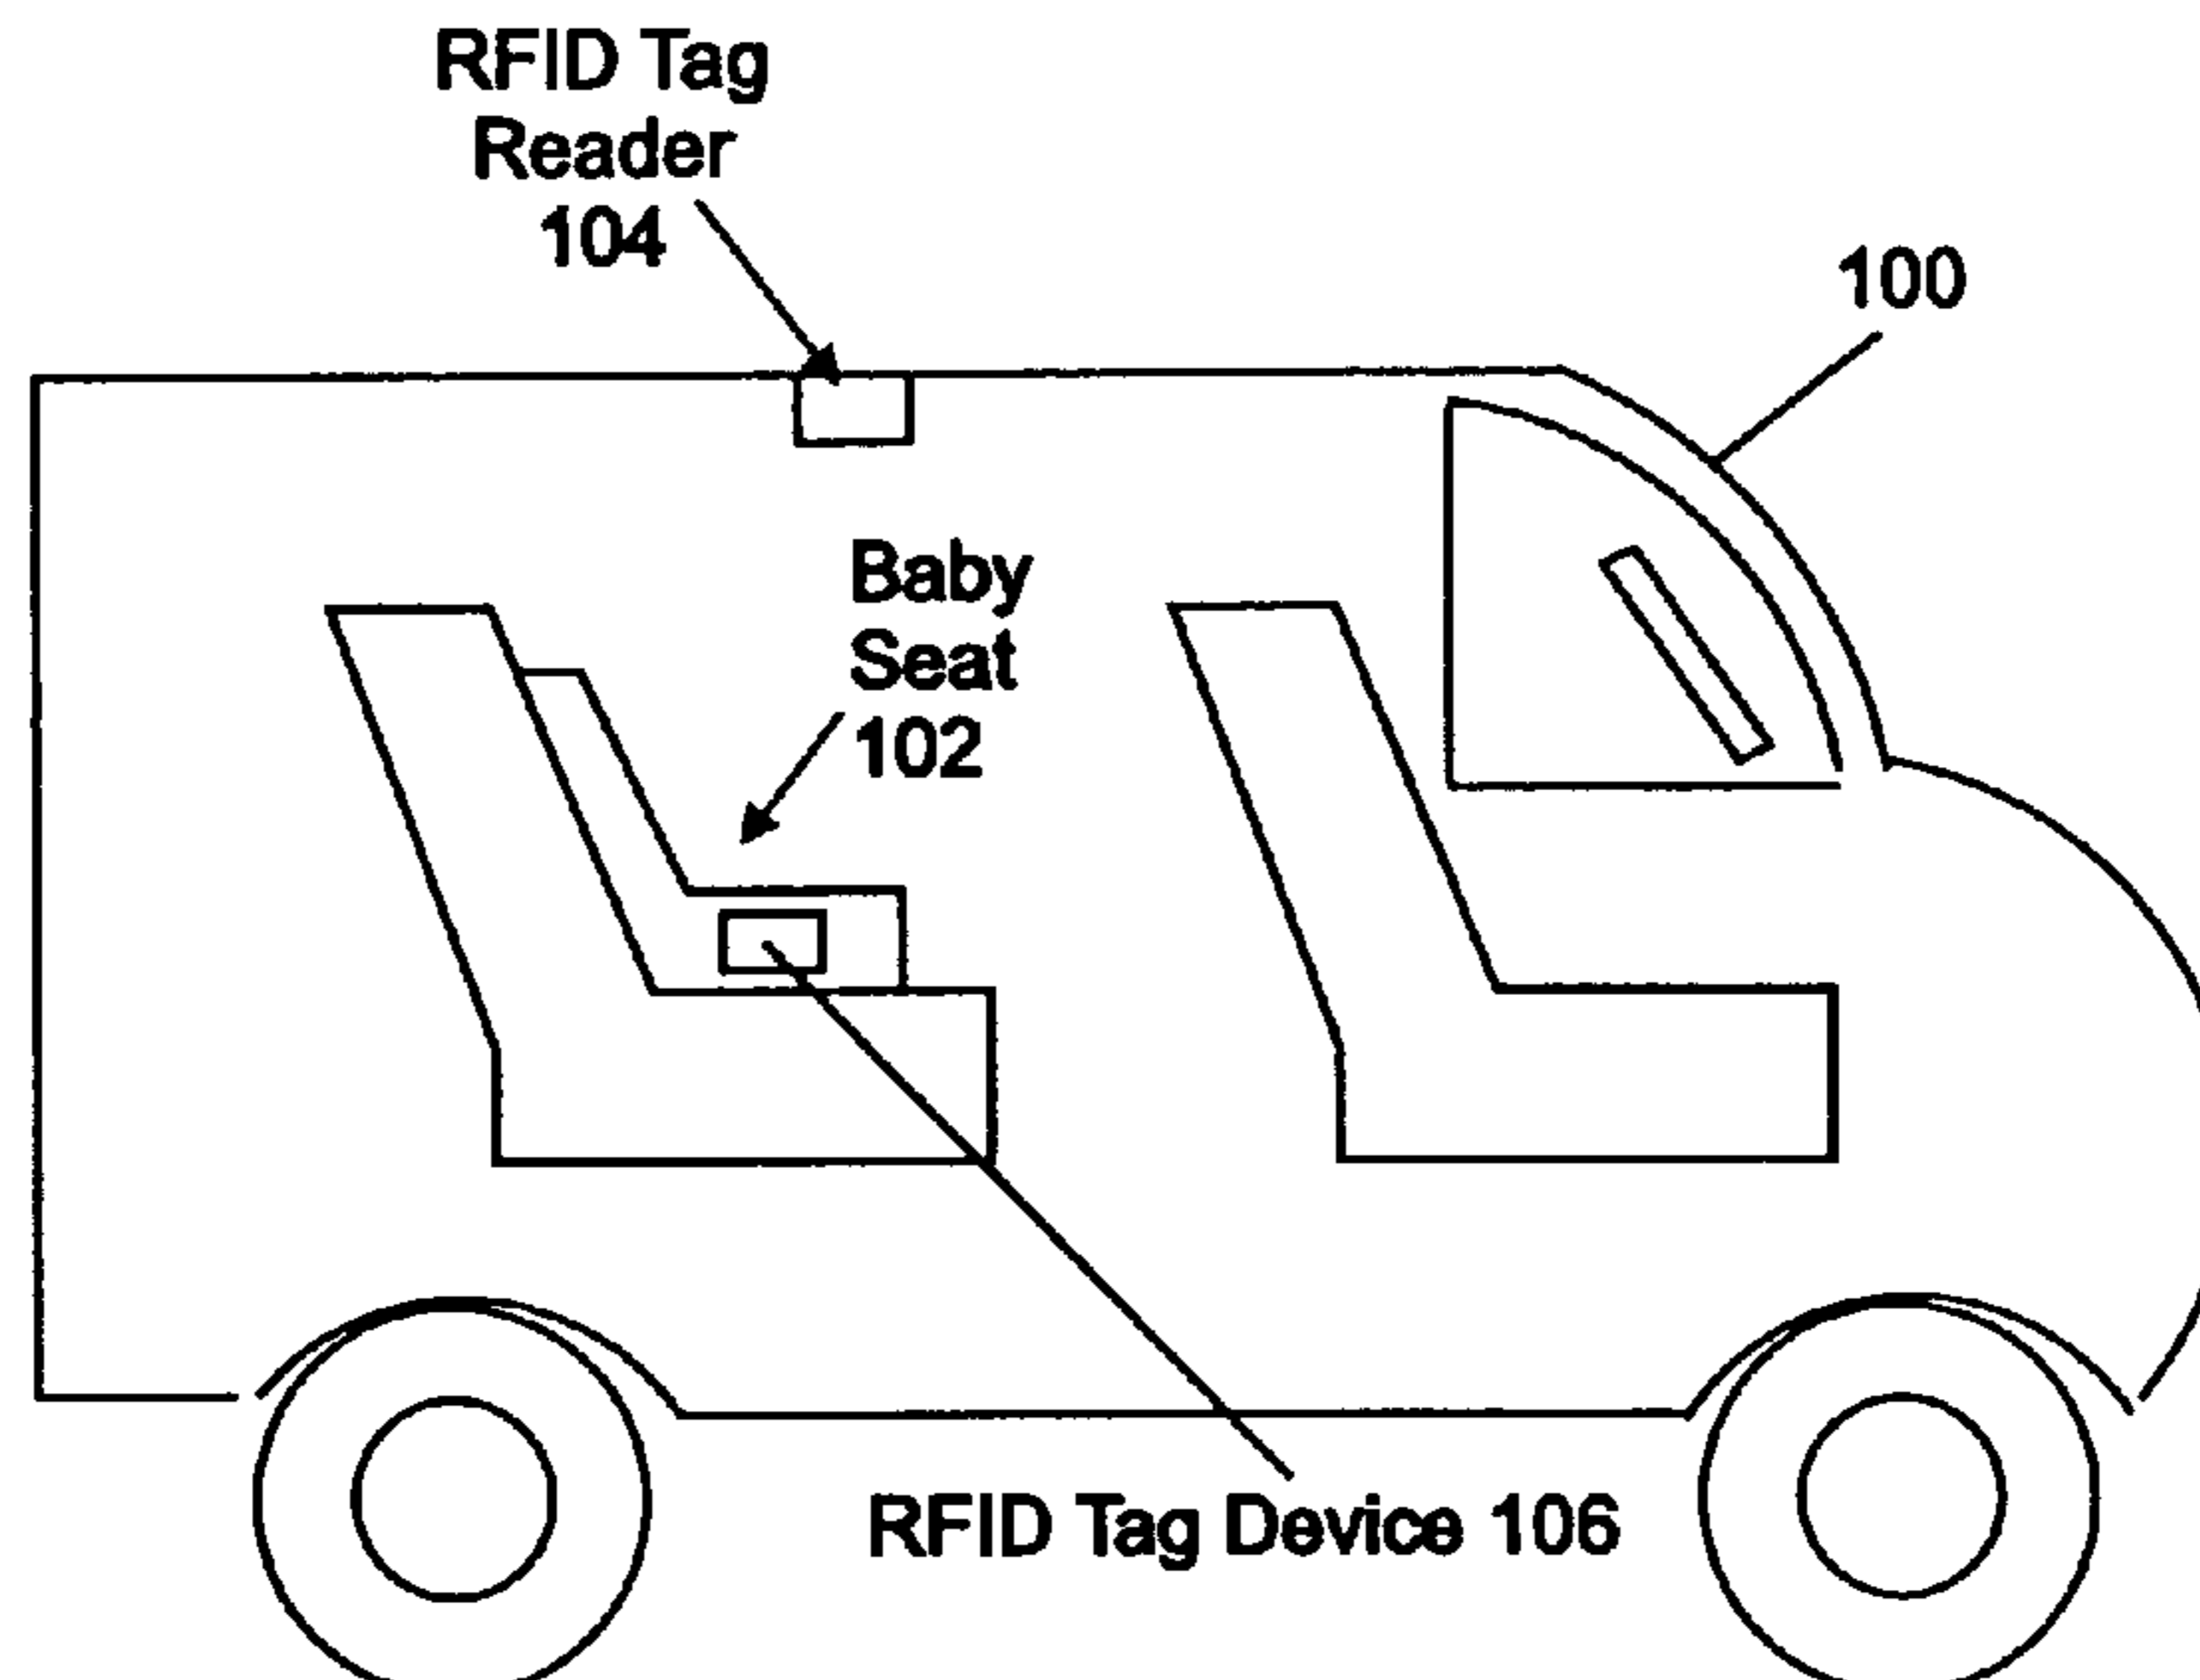 RFID Tag
Reader
104
100
Baby
Seat
102
RFID Tag Device 106